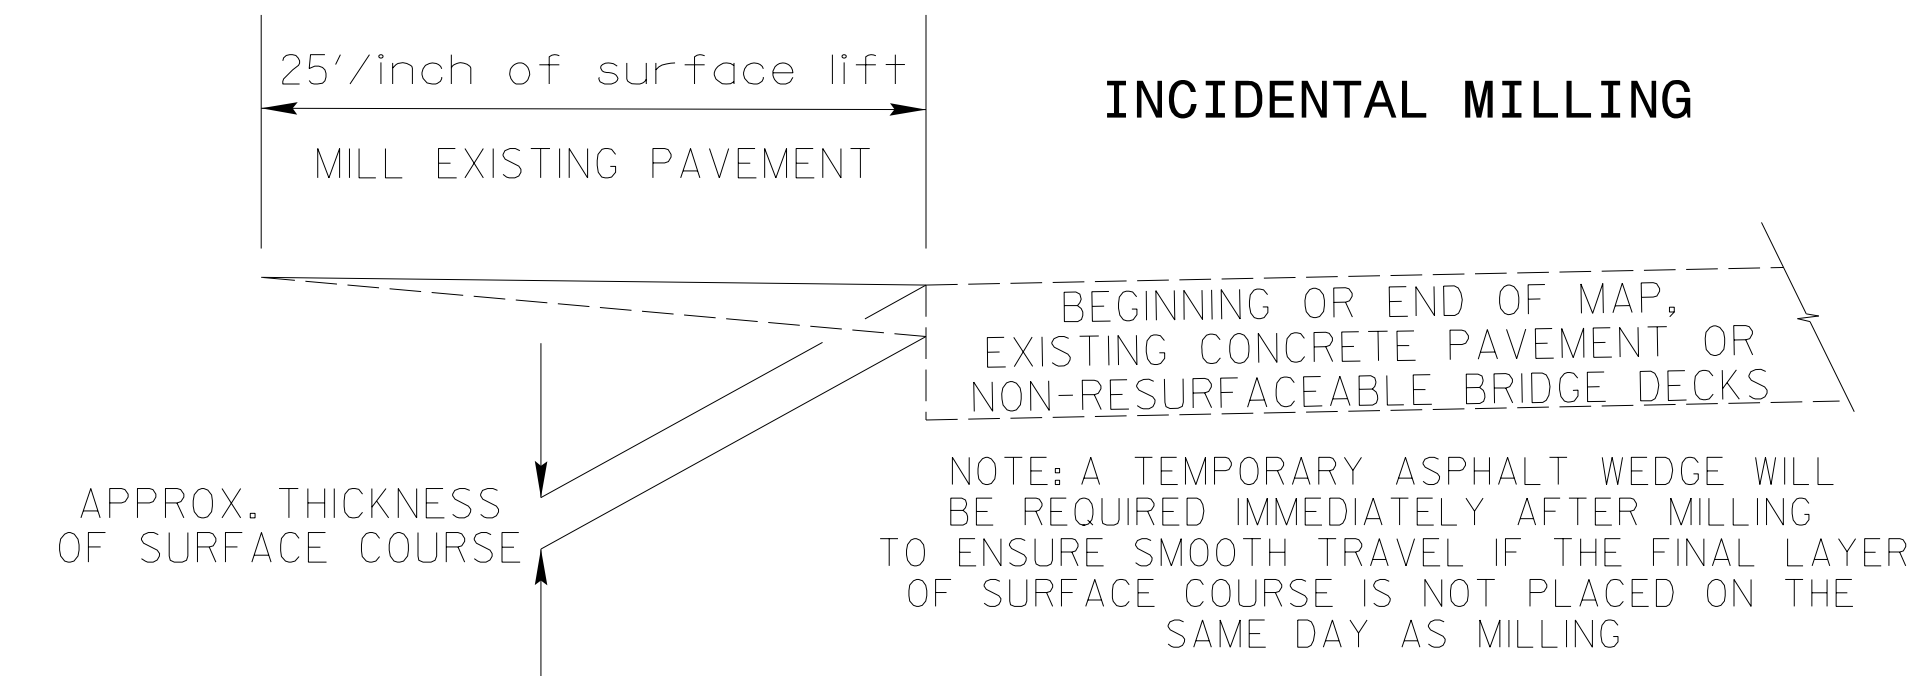 25'/inch of surface lift
MILL EXISTING PAVEMENT
INCIDENTAL MILLING
BEGINNING OR END OF MAP,
EXISTING CONCRETE PAVEMENT OR
NON-RESURFACEABLE BRIDGE DECKS
APPROX. THICKNESS
OF SURFACE COURSE
NOTE: A TEMPORARY ASPHALT WEDGE WILL
BE REQUIRED IMMEDIATELY AFTER MILLING
TO ENSURE SMOOTH TRAVEL IF THE FINAL LAYER
OF SURFACE COURSE IS NOT PLACED ON THE
SAME DAY AS MILLING